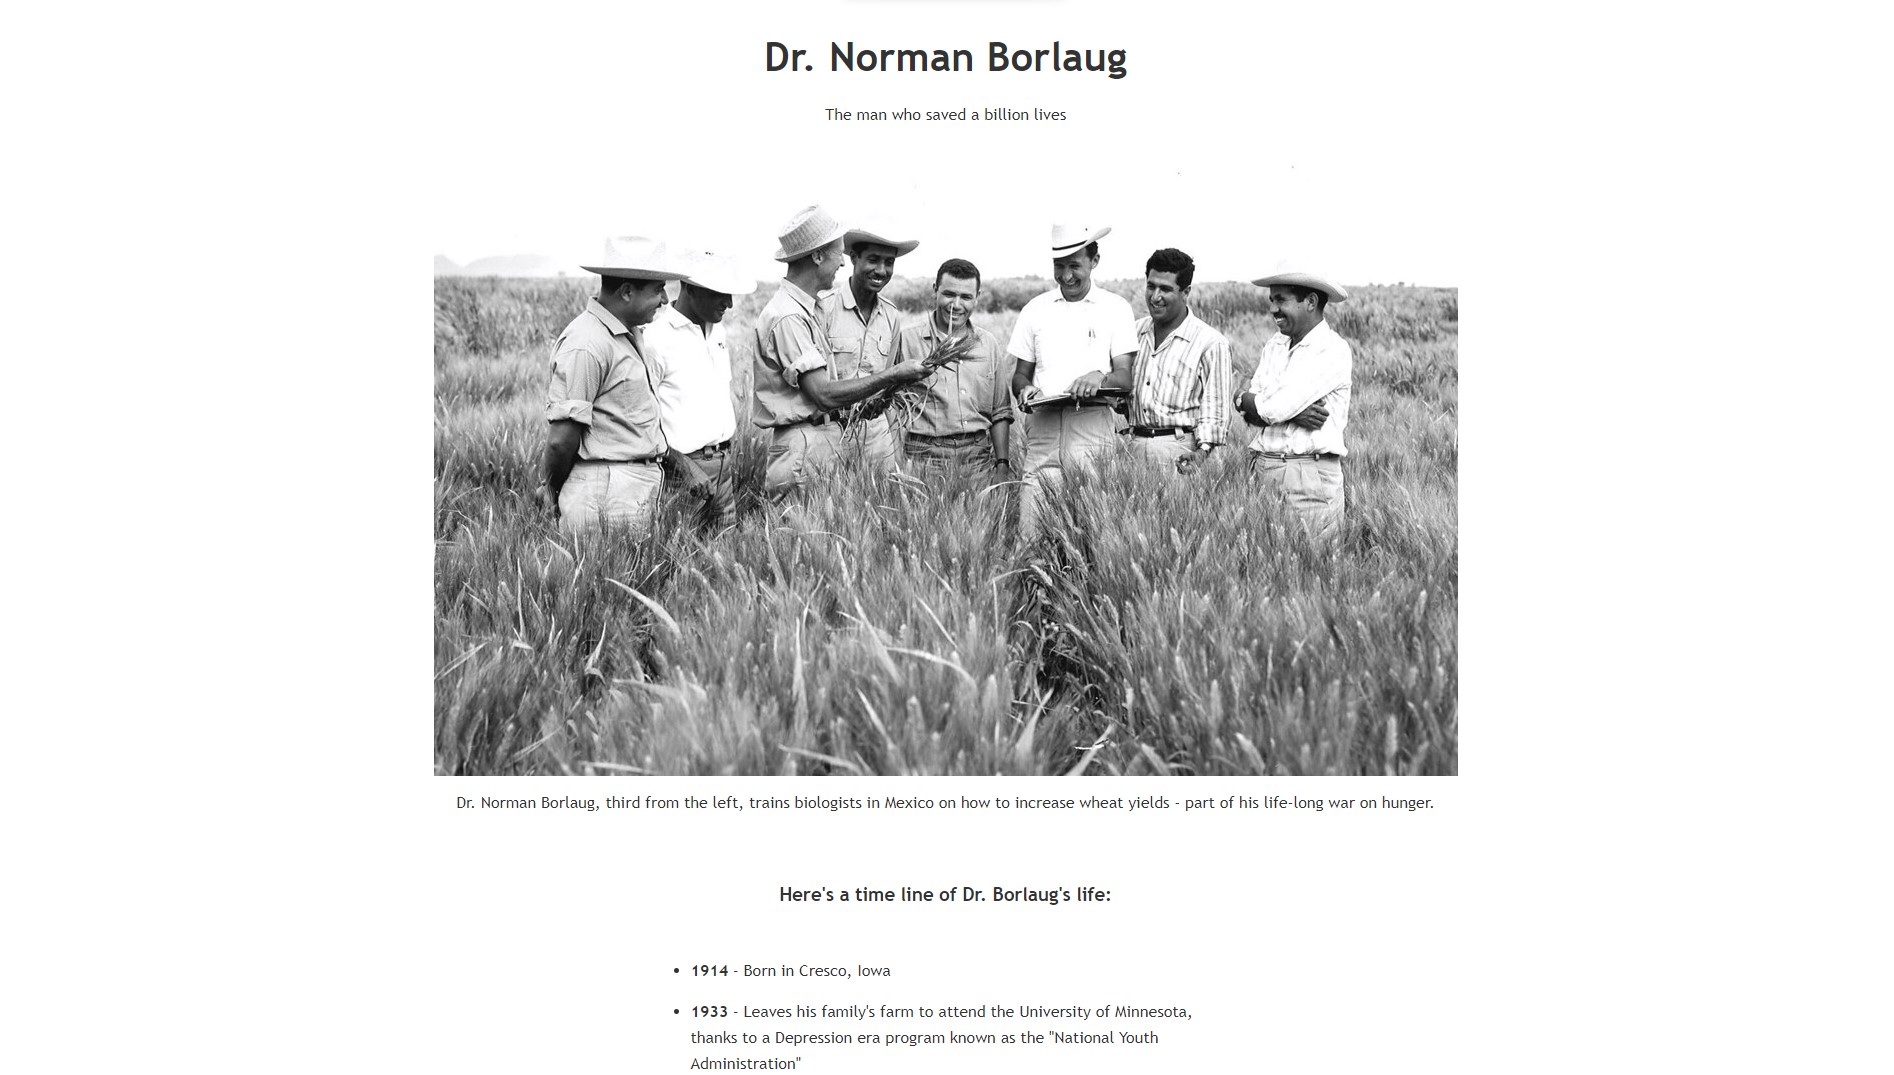 Dr. Norman Borlaug
The man who saved a billion lives
Dr. Norman Borlaug, third from the left, trains biologists in Mexico on how to increase wheat yields - part of his life-long war on hunger.
Here's a time line of Dr. Borlaug's life:
• 1914 - Born in Cresco, Iowa
• 1933 - Leaves his family's farm to attend the University of Minnesota,
thanks to a Depression era program known as the "National Youth
Administration"